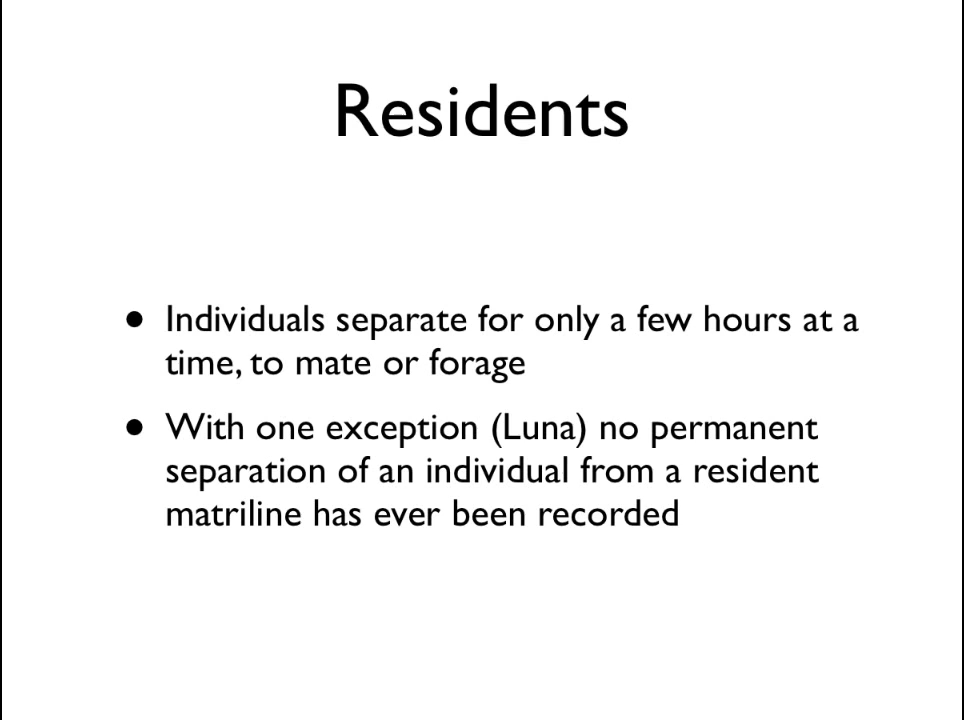 Residents
• Individuals separate for only a few hours at a
time, to mate or forage
• With one exception (Luna) no permanent
separation of an individual from a resident
matriline has ever been recorded